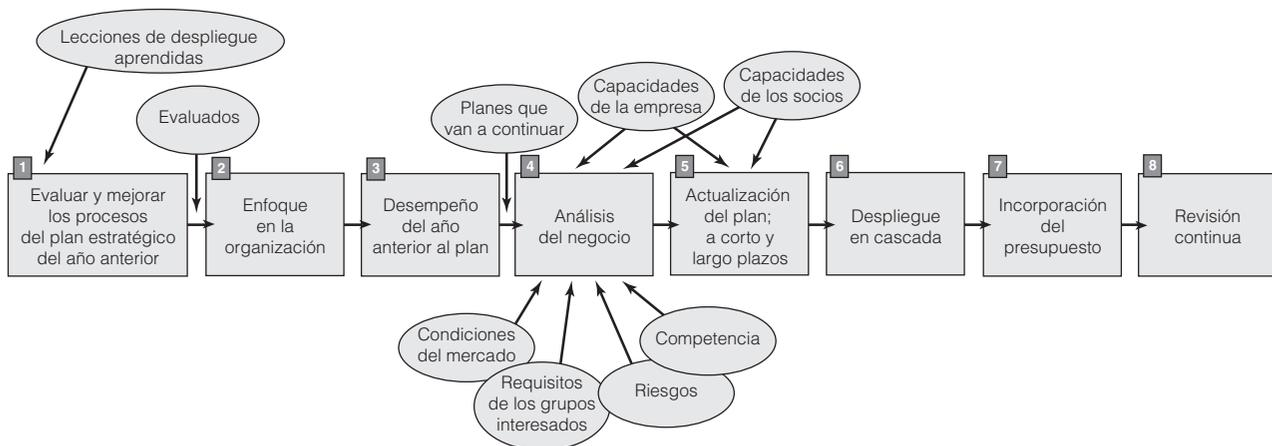 Lecciones de despliegue
aprendidas
Evaluados
Planes que
van a continuar
Capacidades
de la empresa
Capacidades
de los socios
1
Evaluar y mejorar
los procesos
del plan estratégico
del año anterior
2
Enfoque
en la
organización
3
Desempeño
del año
anterior al plan
4
Análisis
del negocio
5
Actualización
del plan;
a corto y
largo plazos
6
Despliegue
en cascada
7
Incorporación
del
presupuesto
8
Revisión
continua
Condiciones
del mercado
Requisitos
de los grupos
interesados
Riesgos
Competencia